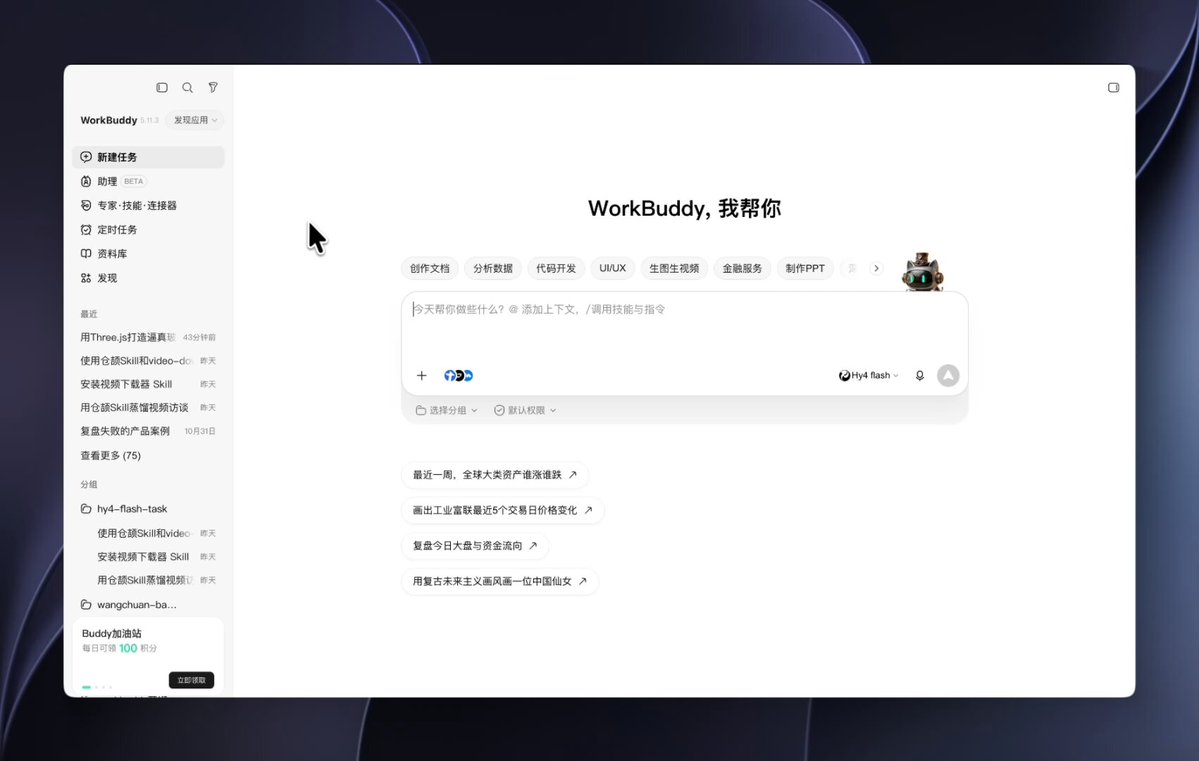 WorkBuddy 5.11.3 发现应用
新建任务
助理 BETA
专家·技能·连接器
定时任务
资料库
发现
最近
用Three.js打造逼真玻 43分钟前
使用仓颉Skill和video-do 昨天
安装视频下载器 Skill 昨天
用仓颉Skill蒸馏视频访谈 昨天
复盘失败的产品案例 10月31日
查看更多 (75)
分组
hy4-flash-task
使用仓颉Skill和video- 昨天
安装视频下载器 Skill 昨天
用仓颉Skill蒸馏视频访 昨天
wangchuan-ba...
Buddy加油站
每日可领 100 积分
立即领取
WorkBuddy, 我帮你
创作文档 分析数据 代码开发 UI/UX 生图生视频 金融服务 制作PPT
今天帮你做些什么？@ 添加上下文，/调用技能与指令
Hy4 flash
选择分组 默认权限
最近一周，全球大类资产谁涨谁跌
画出工业富联最近5个交易日价格变化
复盘今日大盘与资金流向
用复古未来主义画风画一位中国仙女